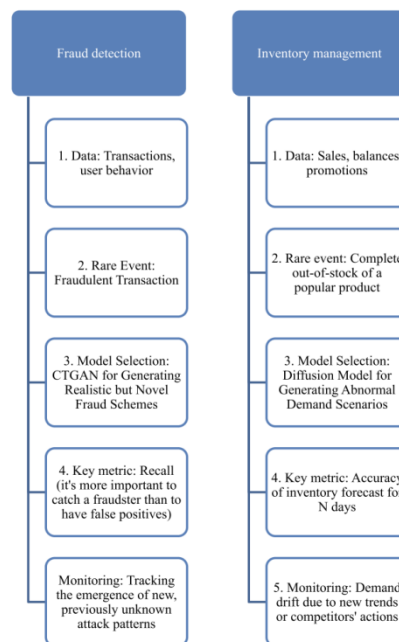 Fraud detection
1. Data: Transactions,
user behavior
2. Rare Event:
Fraudulent Transaction
3. Model Selection:
CTGAN for Generating
Realistic but Novel
Fraud Schemes
4. Key metric: Recall
(it's more important to
catch a fraudster than to
have false positives)
Monitoring: Tracking
the emergence of new,
previously unknown
attack patterns
Inventory management
1. Data: Sales, balances,
promotions
2. Rare event: Complete
out-of-stock of a
popular product
3. Model Selection:
Diffusion Model for
Generating Abnormal
Demand Scenarios
4. Key metric: Accuracy
of inventory forecast for
N days
5. Monitoring: Demand
drift due to new trends
or competitors' actions